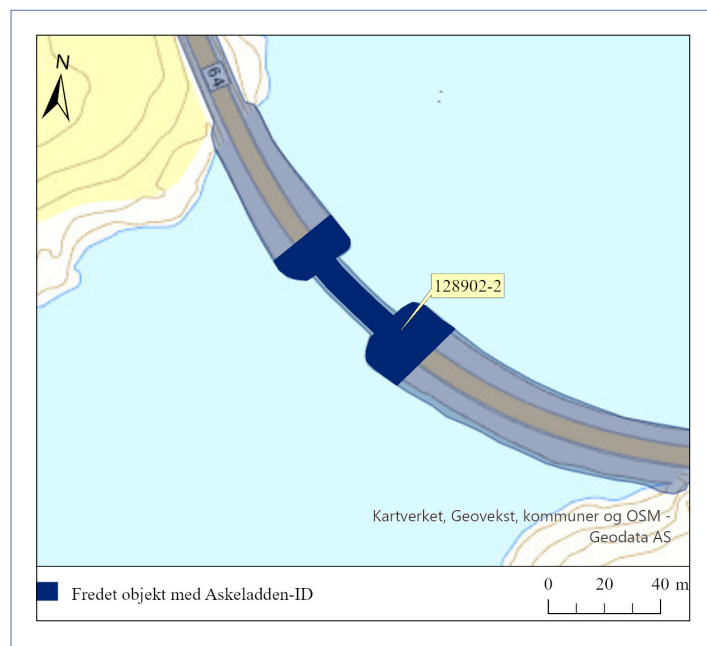 N
64
128902-2
Kartverket, Geovekst, kommuner og OSM -
Geodata AS
Fredet objekt med Askeladden-ID
0 20 40 m